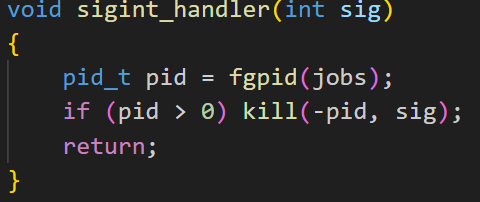 void sigint_handler(int sig)
{
    pid_t pid = fgpid(jobs);
    if (pid > 0) kill(-pid, sig);
    return;
}